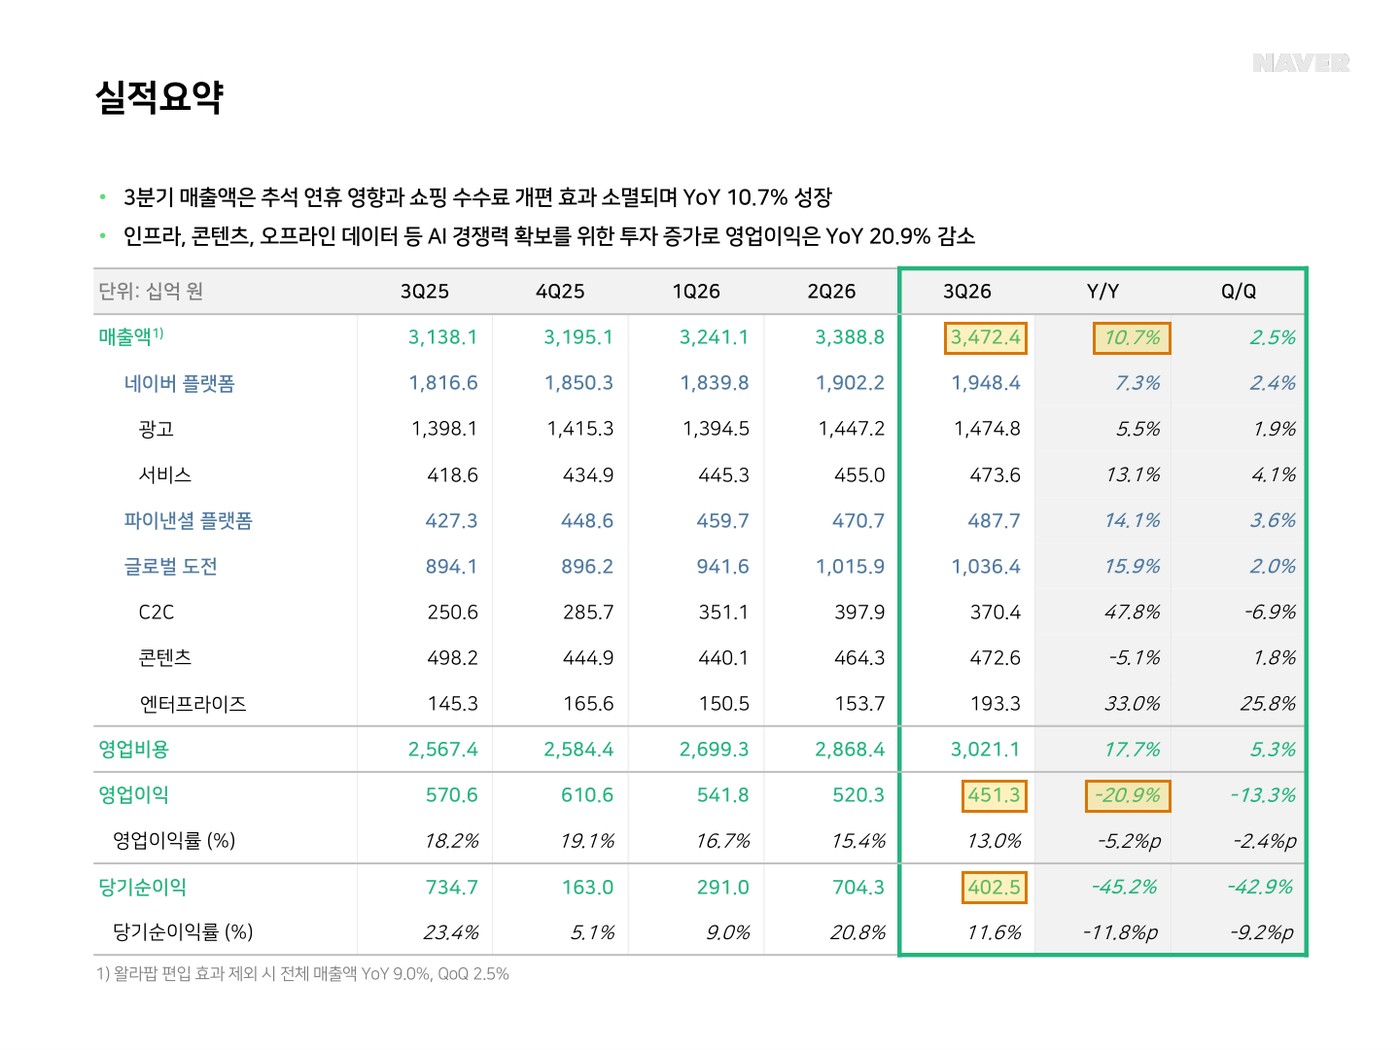 NAVER
실적요약
• 3분기 매출액은 추석 연휴 영향과 쇼핑 수수료 개편 효과 소멸되며 YoY 10.7% 성장
• 인프라, 콘텐츠, 오프라인 데이터 등 AI 경쟁력 확보를 위한 투자 증가로 영업이익은 YoY 20.9% 감소
단위: 십억 원 3Q25 4Q25 1Q26 2Q26 3Q26 Y/Y Q/Q
매출액1) 3,138.1 3,195.1 3,241.1 3,388.8 3,472.4 10.7% 2.5%
네이버 플랫폼 1,816.6 1,850.3 1,839.8 1,902.2 1,948.4 7.3% 2.4%
광고 1,398.1 1,415.3 1,394.5 1,447.2 1,474.8 5.5% 1.9%
서비스 418.6 434.9 445.3 455.0 473.6 13.1% 4.1%
파이낸셜 플랫폼 427.3 448.6 459.7 470.7 487.7 14.1% 3.6%
글로벌 도전 894.1 896.2 941.6 1,015.9 1,036.4 15.9% 2.0%
C2C 250.6 285.7 351.1 397.9 370.4 47.8% -6.9%
콘텐츠 498.2 444.9 440.1 464.3 472.6 -5.1% 1.8%
엔터프라이즈 145.3 165.6 150.5 153.7 193.3 33.0% 25.8%
영업비용 2,567.4 2,584.4 2,699.3 2,868.4 3,021.1 17.7% 5.3%
영업이익 570.6 610.6 541.8 520.3 451.3 -20.9% -13.3%
영업이익률 (%) 18.2% 19.1% 16.7% 15.4% 13.0% -5.2%p -2.4%p
당기순이익 734.7 163.0 291.0 704.3 402.5 -45.2% -42.9%
당기순이익률 (%) 23.4% 5.1% 9.0% 20.8% 11.6% -11.8%p -9.2%p
1) 왈라팝 편입 효과 제외 시 전체 매출액 YoY 9.0%, QoQ 2.5%